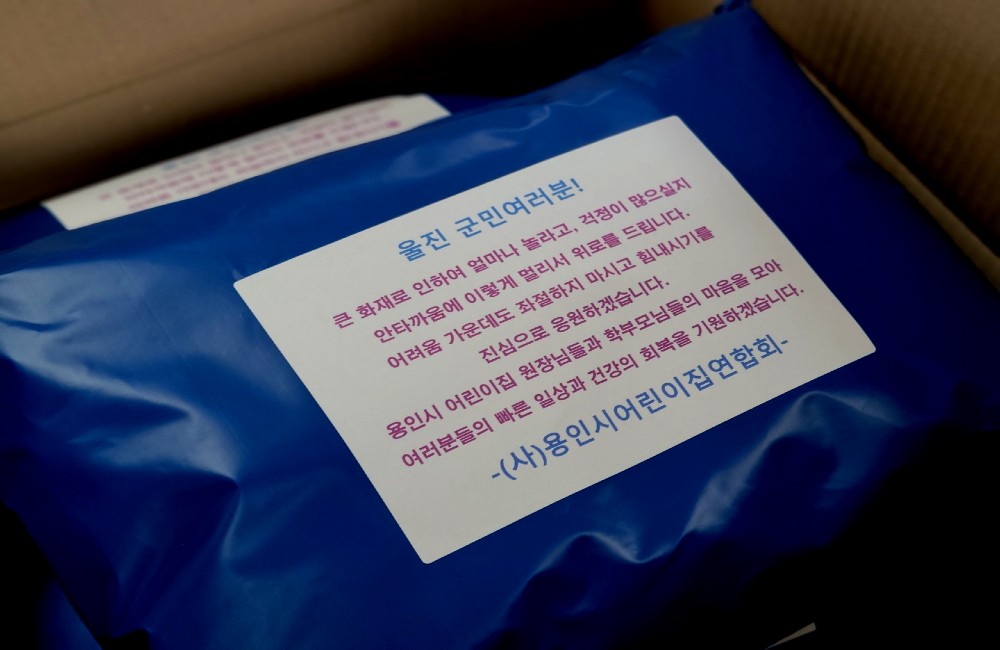 울진 군민여러분!
큰 화재로 인하여 얼마나 놀라고, 걱정이 많으실지
안타까움에 이렇게 멀리서 위로를 드립니다.
어려움 가운데도 좌절하지 마시고 힘내시기를
진심으로 응원하겠습니다.
용인시 어린이집 원장님들과 학부모님들의 마음을 모아
여러분들의 빠른 일상과 건강의 회복을 기원하겠습니다.
-(사)용인시어린이집연합회-